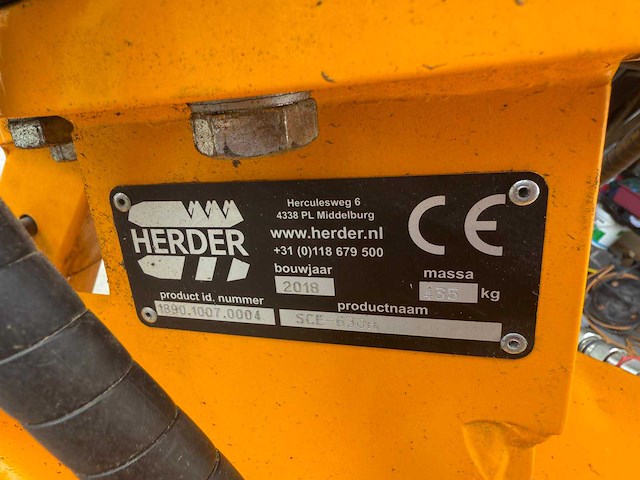 HERDER
Herculesweg 6
4338 PL Middelburg
www.herder.nl
+31 (0)118 679 500
CE
bouwjaar
2018
massa
kg
product id. nummer
1890.1007.0004
productnaam